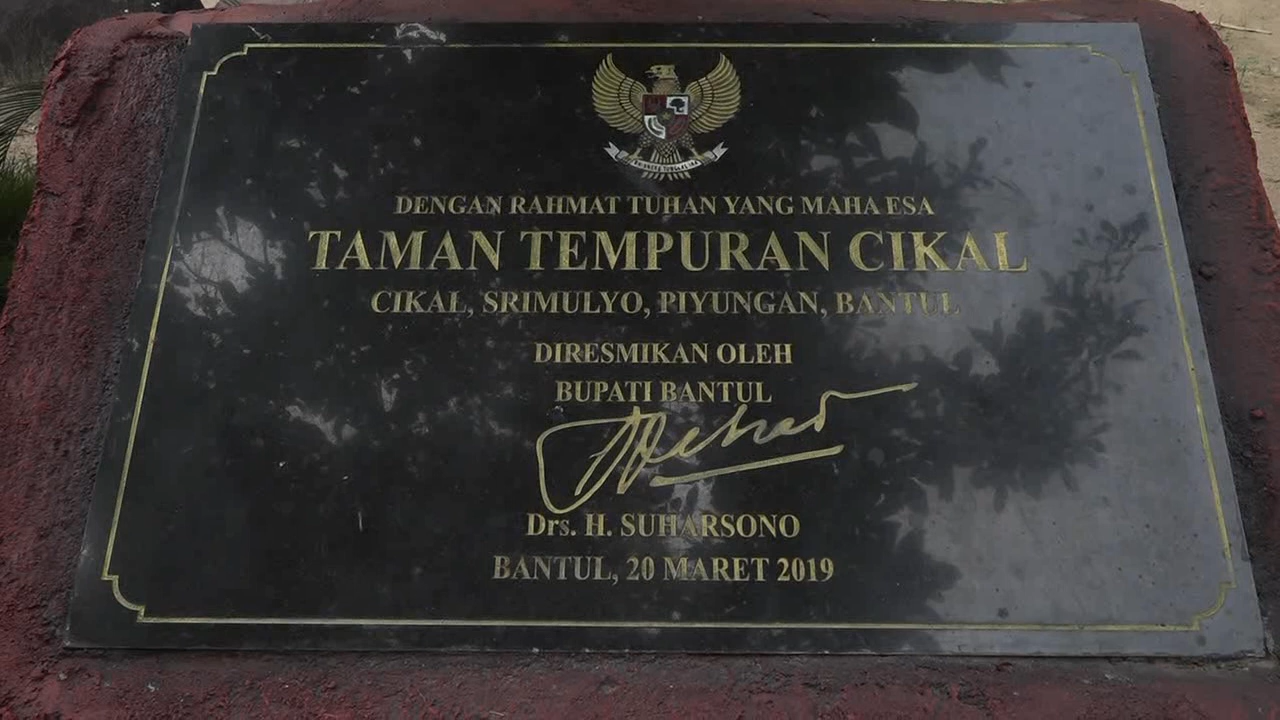 DENGAN RAHMAT TUHAN YANG MAHA ESA
TAMAN TEMPURAN CIKAL
CIKAL, SRIMULYO, PIYUNGAN, BANTUL
DIRESMIKAN OLEH
BUPATI BANTUL
Drs. H. SUHARSONO
BANTUL, 20 MARET 2019